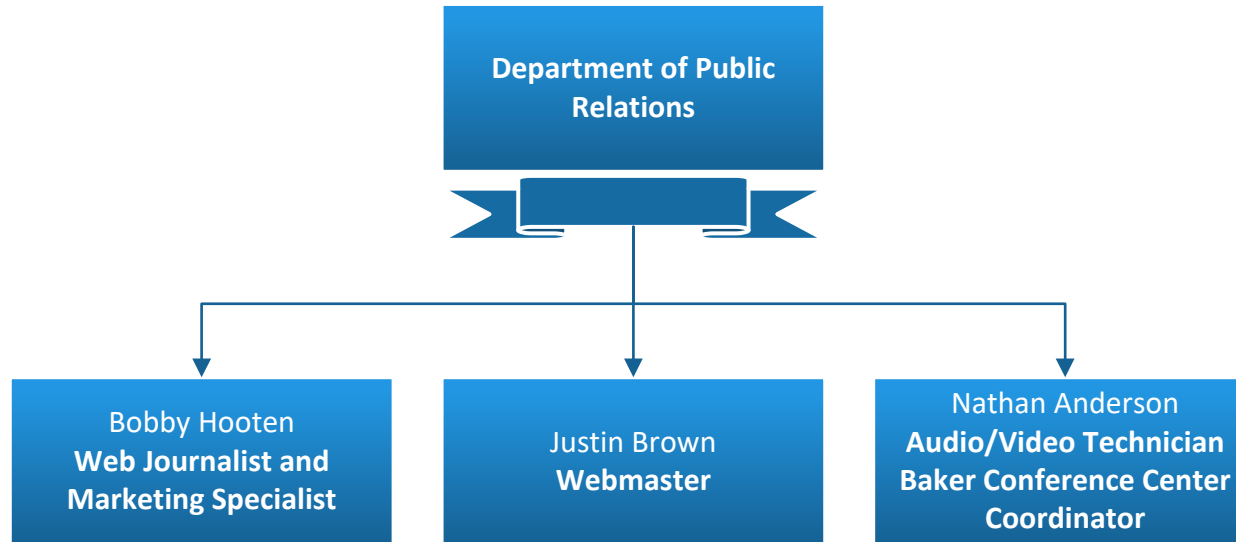 Department of Public
Relations
Bobby Hooten
Web Journalist and
Marketing Specialist
Justin Brown
Webmaster
Nathan Anderson
Audio/Video Technician
Baker Conference Center
Coordinator